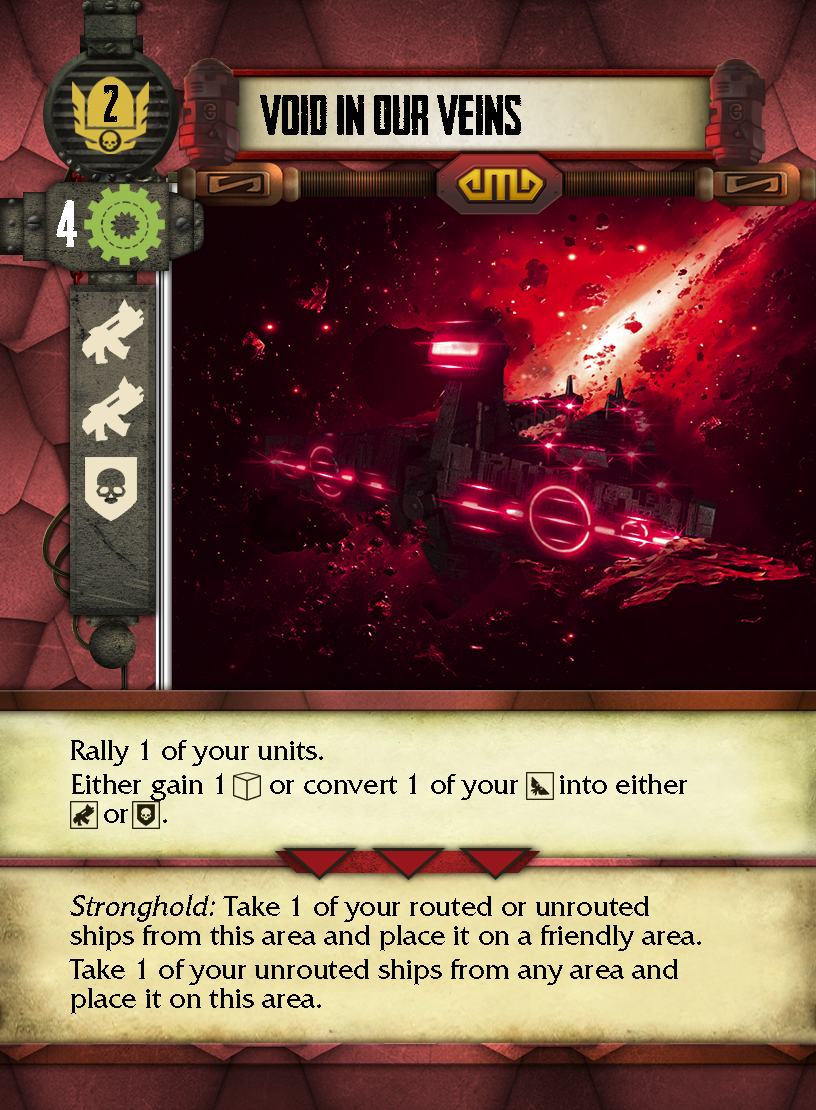 2
VOID IN OUR VEINS
4
Rally 1 of your units.
Either gain 1 or convert 1 of your into either
or .
Stronghold: Take 1 of your routed or unrouted
ships from this area and place it on a friendly area.
Take 1 of your unrouted ships from any area and
place it on this area.